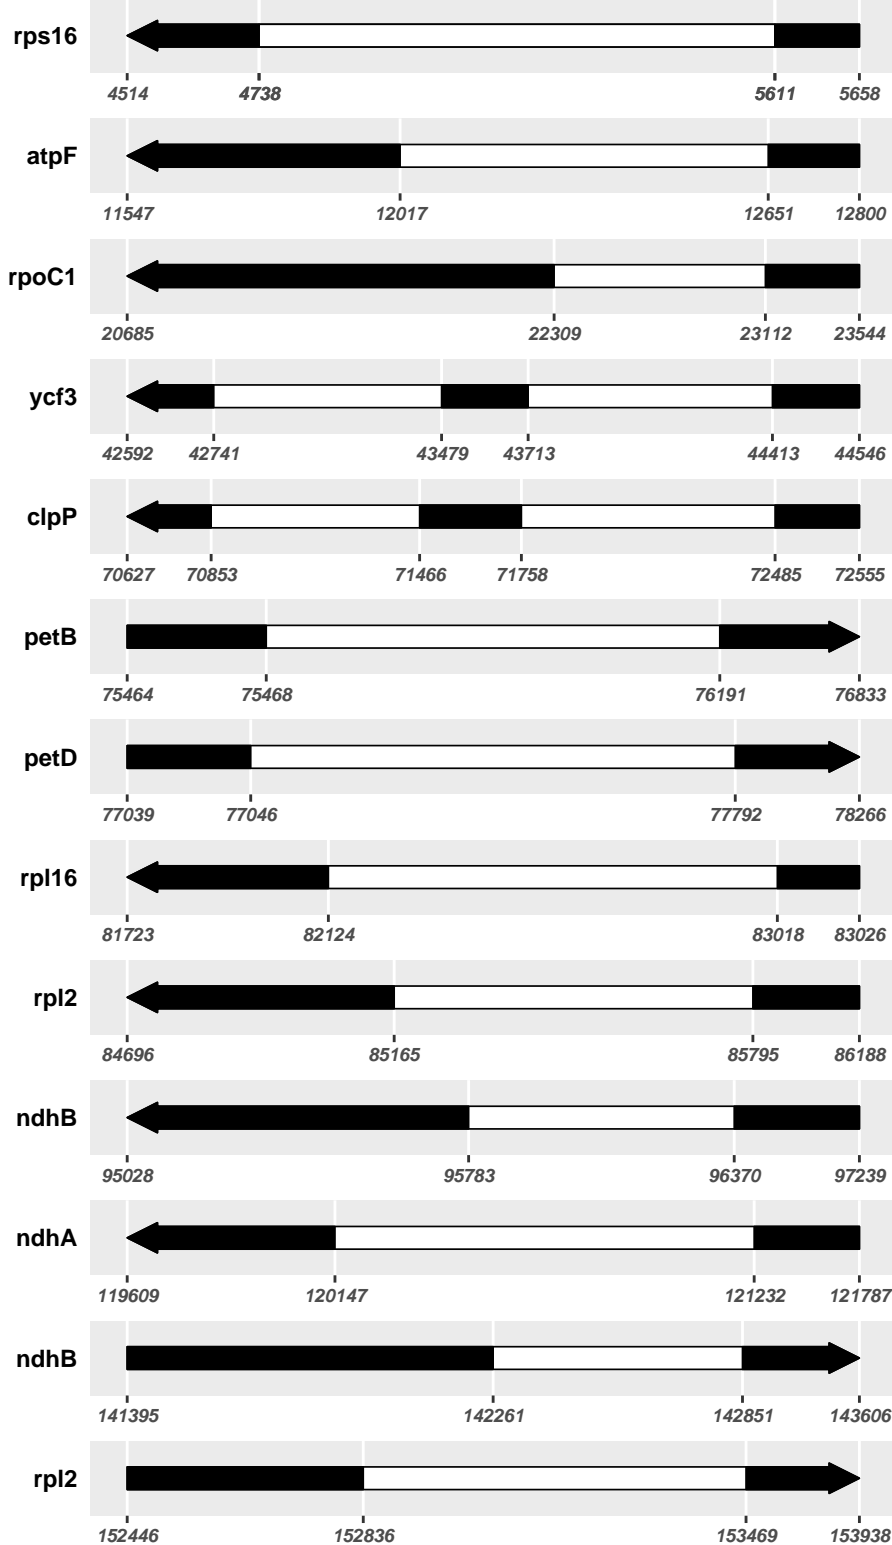 rps16
4514 4738 5611 5658
atpF
11547 12017 12651 12800
rpoC1
20685 22309 23112 23544
ycf3
42592 42741 43479 43713 44413 44546
clpP
70627 70853 71466 71758 72485 72555
petB
75464 75468 76191 76833
petD
77039 77046 77792 78266
rpl16
81723 82124 83018 83026
rpl2
84696 85165 85795 86188
ndhB
95028 95783 96370 97239
ndhA
119609 120147 121232 121787
ndhB
141395 142261 142851 143606
rpl2
152446 152836 153469 153938